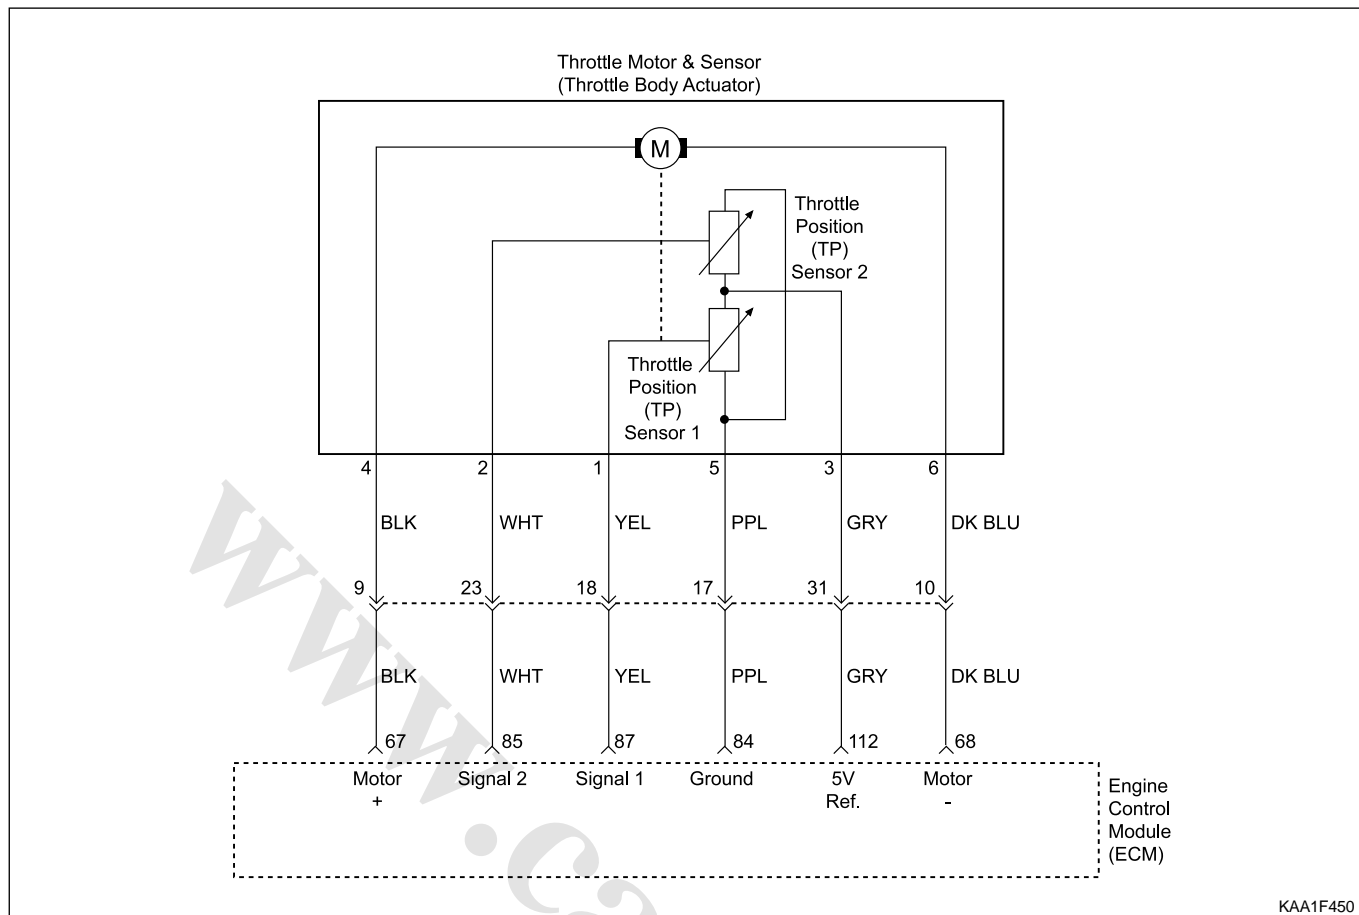 Throttle Motor & Sensor
(Throttle Body Actuator)
M
Throttle
Position
(TP)
Sensor 2
Throttle
Position
(TP)
Sensor 1
4 2 1 5 3 6
BLK WHT YEL PPL GRY DK BLU
9 23 18 17 31 10
BLK WHT YEL PPL GRY DK BLU
67 85 87 84 112 68
Motor
+
Signal 2
Signal 1
Ground
5V
Ref.
Motor
-
Engine
Control
Module
(ECM)
www.ca
KAA1F450